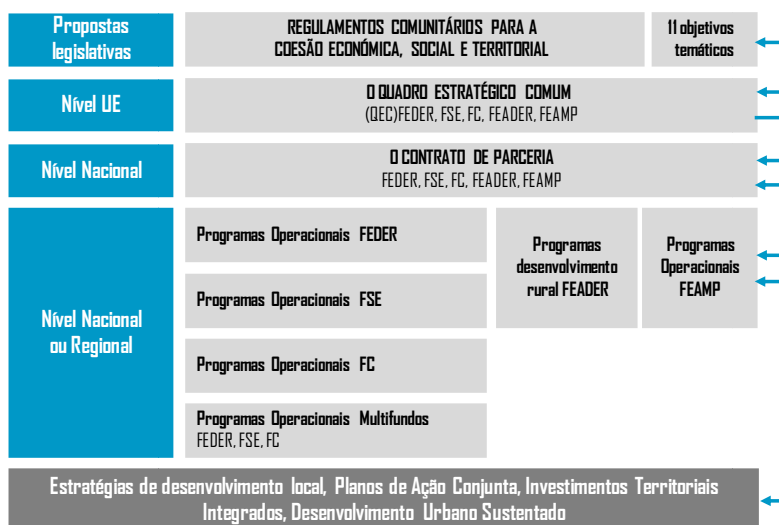 Propostas
legislativas
REGULAMENTOS COMUNITÁRIOS PARA A
COESÃO ECONÓMICA, SOCIAL E TERRITORIAL
11 objetivos
temáticos
Nível UE
O QUADRO ESTRATÉGICO COMUM
(QEC)FEDER, FSE, FC, FEADER, FEAMP
Nível Nacional
O CONTRATO DE PARCERIA
FEDER, FSE, FC, FEADER, FEAMP
Nível Nacional
ou Regional
Programas Operacionais FEDER
Programas Operacionais FSE
Programas Operacionais FC
Programas Operacionais Multifundos
FEDER, FSE, FC
Programas
desenvolvimento
rural FEADER
Programas
Operacionais
FEAMP
Estratégias de desenvolvimento local, Planos de Ação Conjunta, Investimentos Territoriais
Integrados, Desenvolvimento Urbano Sustentado